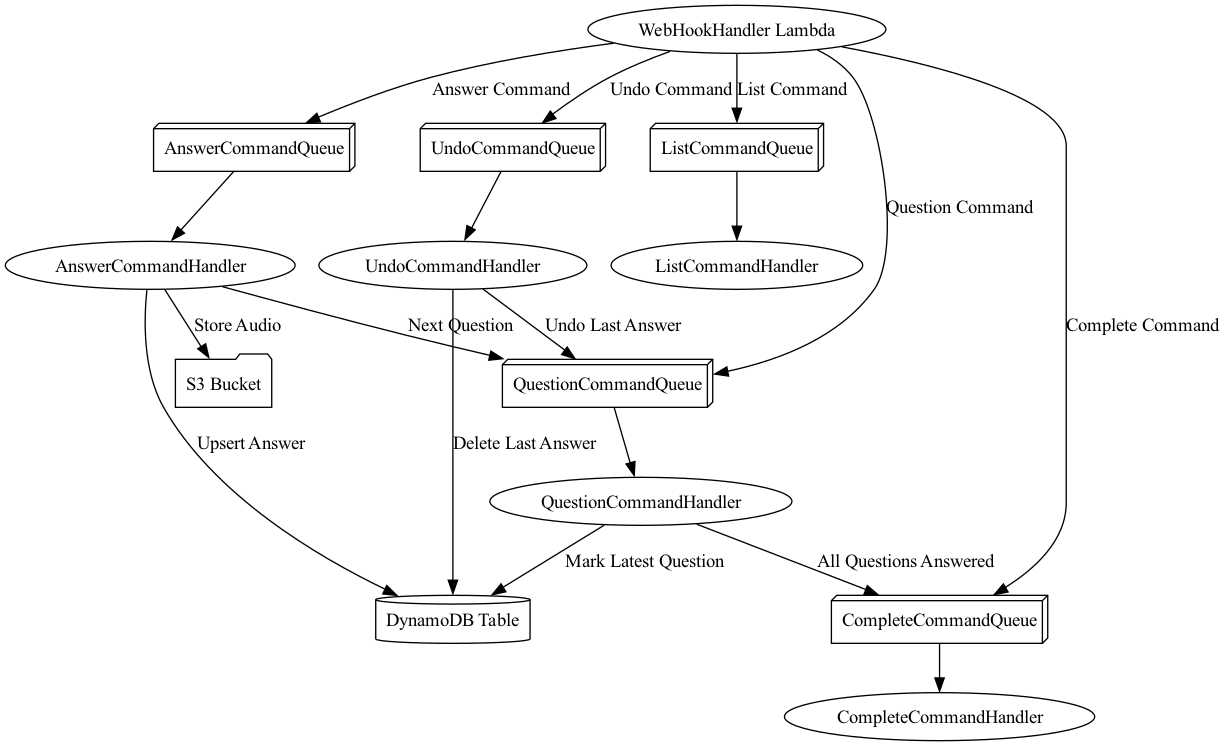 WebHookHandler Lambda
Answer Command
Undo Command
List Command
AnswerCommandQueue
UndoCommandQueue
ListCommandQueue
Question Command
AnswerCommandHandler
UndoCommandHandler
ListCommandHandler
Store Audio
Next Question
Undo Last Answer
Complete Command
S3 Bucket
QuestionCommandQueue
Upsert Answer
Delete Last Answer
QuestionCommandHandler
Mark Latest Question
All Questions Answered
DynamoDB Table
CompleteCommandQueue
CompleteCommandHandler